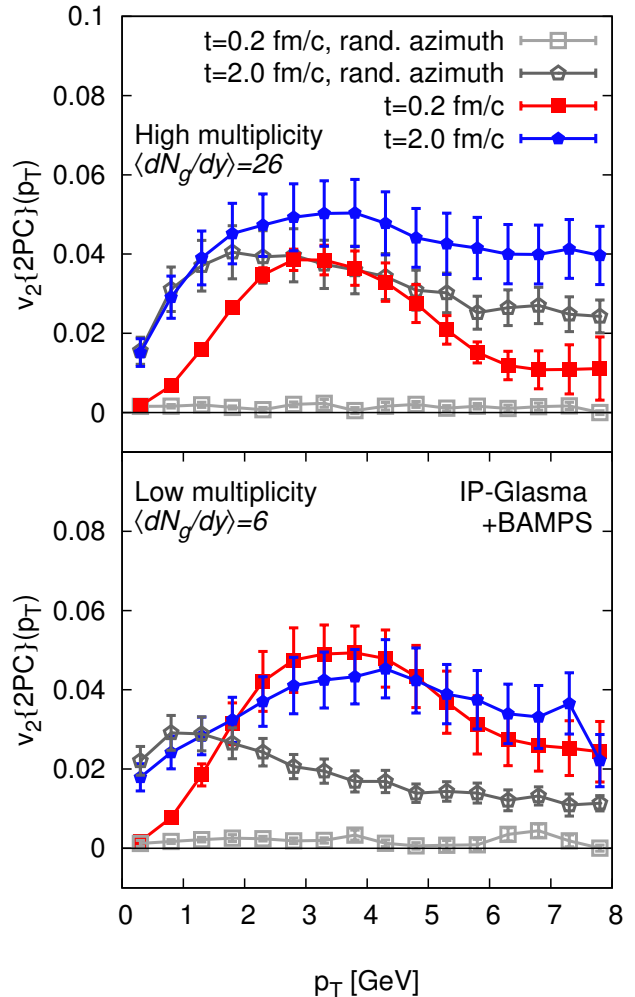 t=0.2 fm/c, rand. azimuth
t=2.0 fm/c, rand. azimuth
t=0.2 fm/c
t=2.0 fm/c
High multiplicity
⟨dN_g/dy⟩=26
0.1
0.08
0.06
0.04
0.02
0
v_2{2PC}(p_T)
Low multiplicity
⟨dN_g/dy⟩=6
IP-Glasma
+BAMPS
0.08
0.06
0.04
0.02
0
v_2{2PC}(p_T)
0 1 2 3 4 5 6 7 8
p_T [GeV]